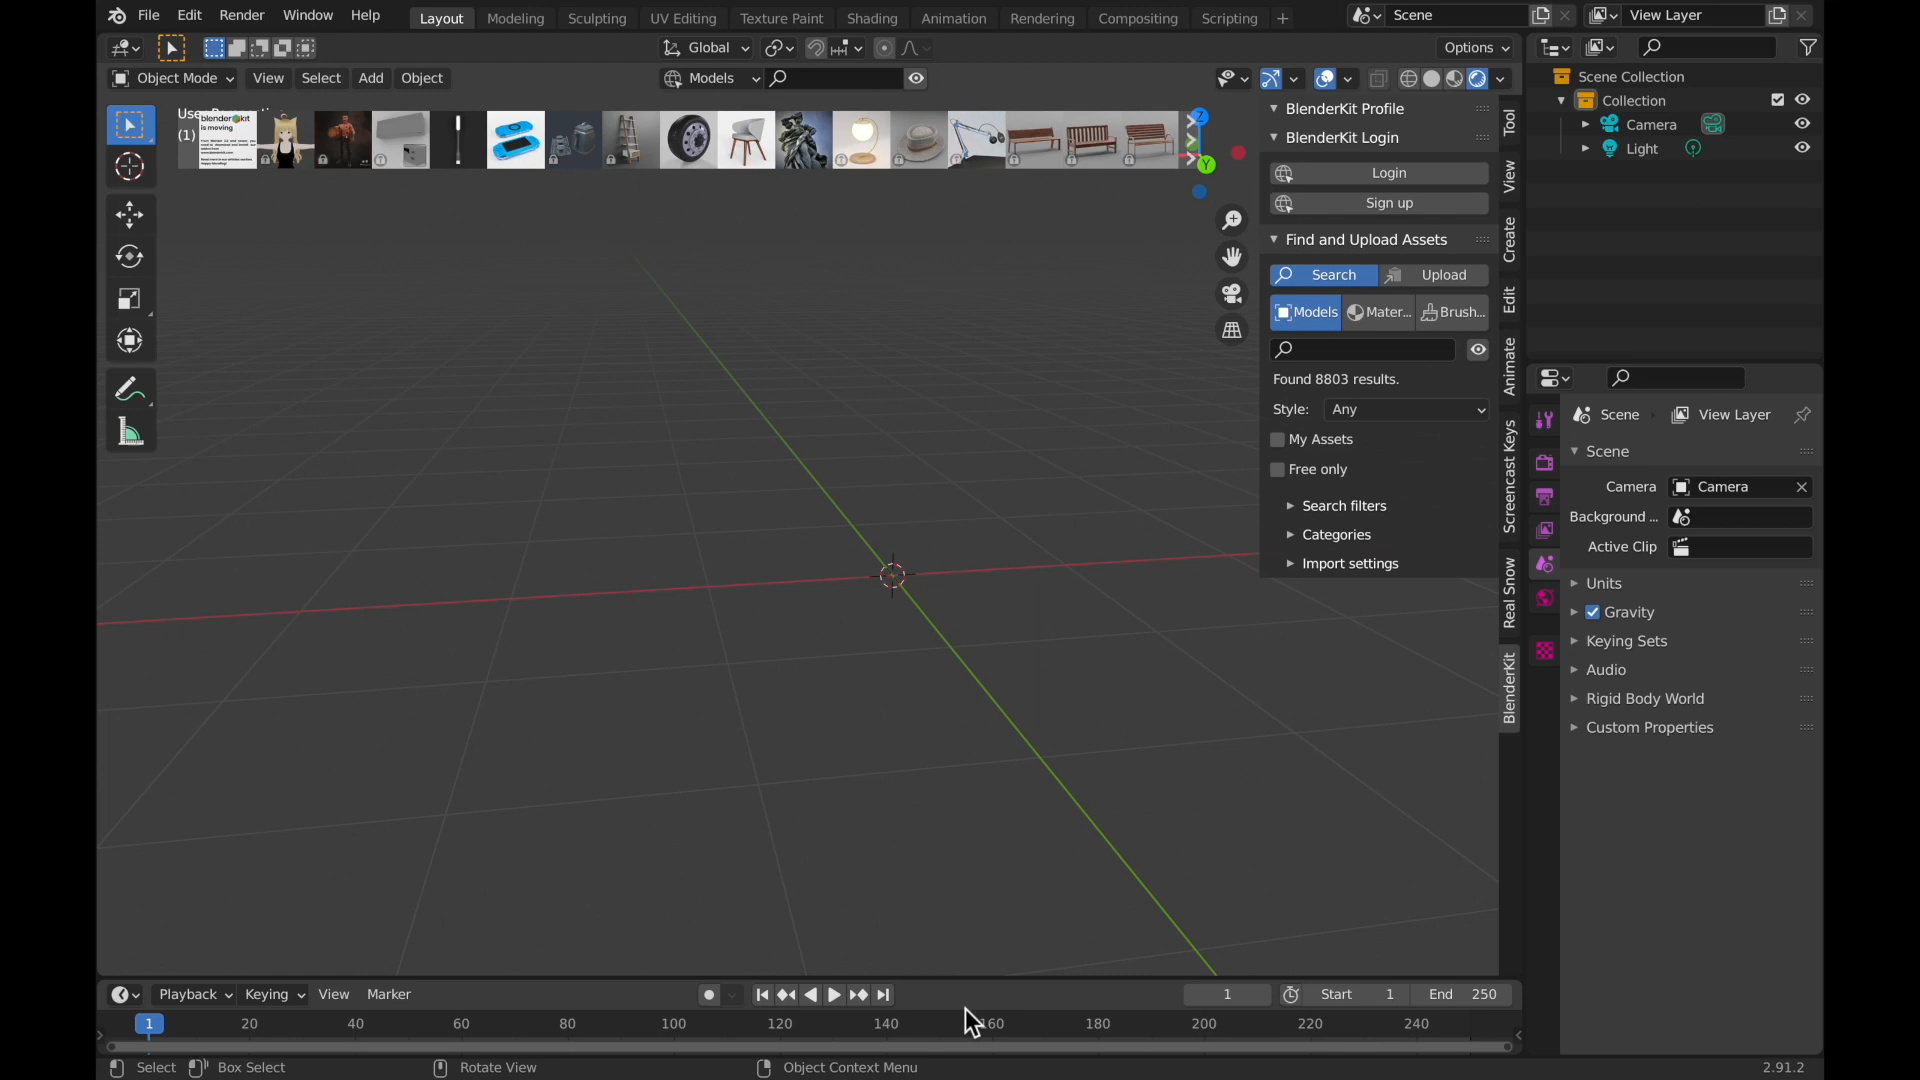 File Edit Render Window Help Layout Modeling Sculpting UV Editing Texture Paint Shading Animation Rendering Compositing Scripting + Scene View Layer
Global Options
Object Mode View Select Add Object Models
Scene Collection
Collection
Camera
Light
(1)
blenderkit
is moving
BlenderKit Profile
BlenderKit Login
Login
Sign up
Find and Upload Assets
Search Upload
Models Mater... Brush...
Found 8803 results.
Style: Any
My Assets
Free only
Search filters
Categories
Import settings
Z
Y
Tool
View
Create
Edit
Animate
Screencast Keys
Real Snow
BlenderKit
Scene View Layer
Scene
Camera Camera
Background ...
Active Clip
Units
Gravity
Keying Sets
Audio
Rigid Body World
Custom Properties
Playback Keying View Marker 1 Start 1 End 250
1 20 40 60 80 100 120 140 160 180 200 220 240
Select Box Select Rotate View Object Context Menu 2.91.2